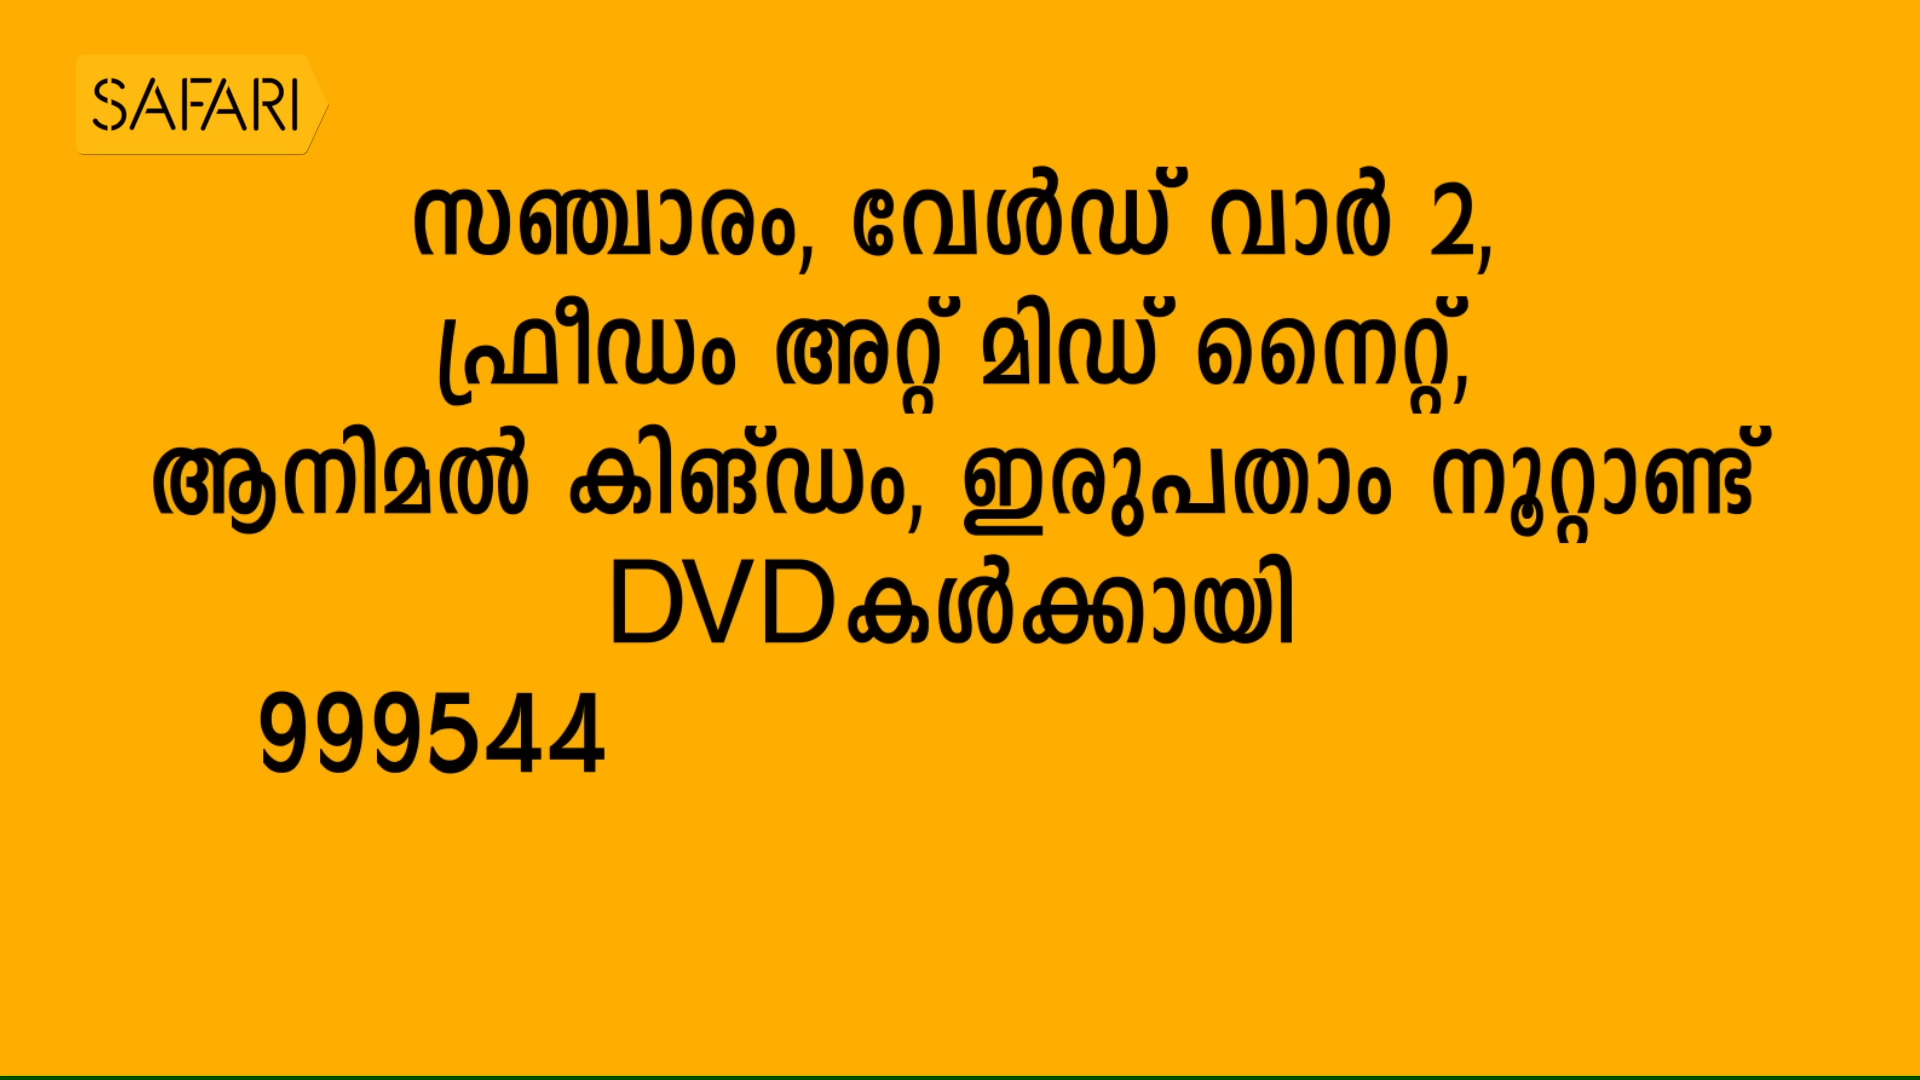 SAFARI
സഞ്ചാരം, വേൾഡ് വാർ 2,
ഫ്രീഡം അറ്റ് മിഡ് നൈറ്റ്,
ആനിമൽ കിങ്ഡം, ഇരുപതാം നൂറ്റാണ്ട്
DVDകൾക്കായി
999544